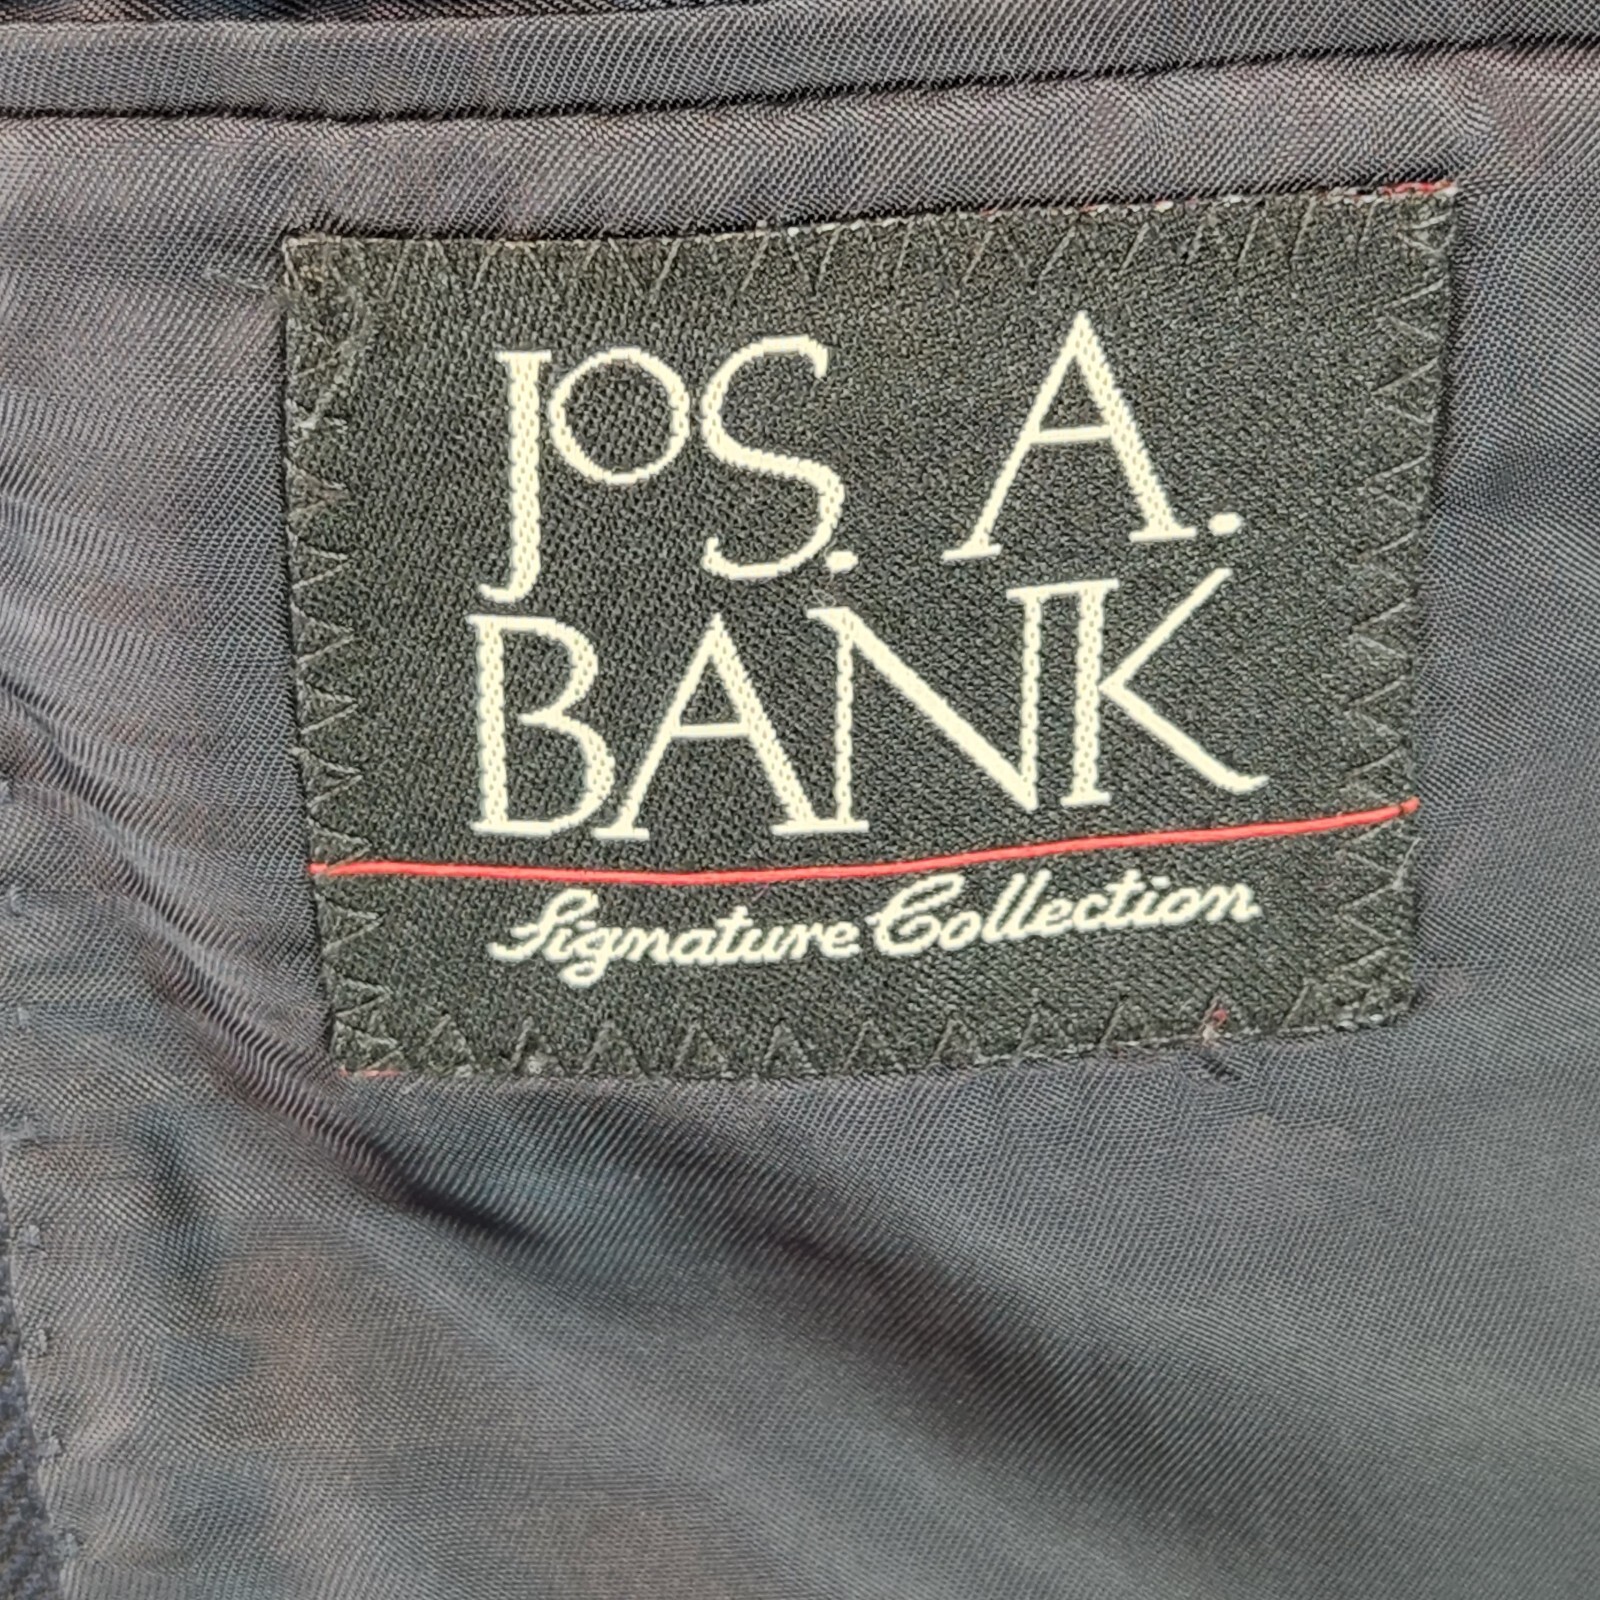 JoS. A.
BANK
Signature Collection